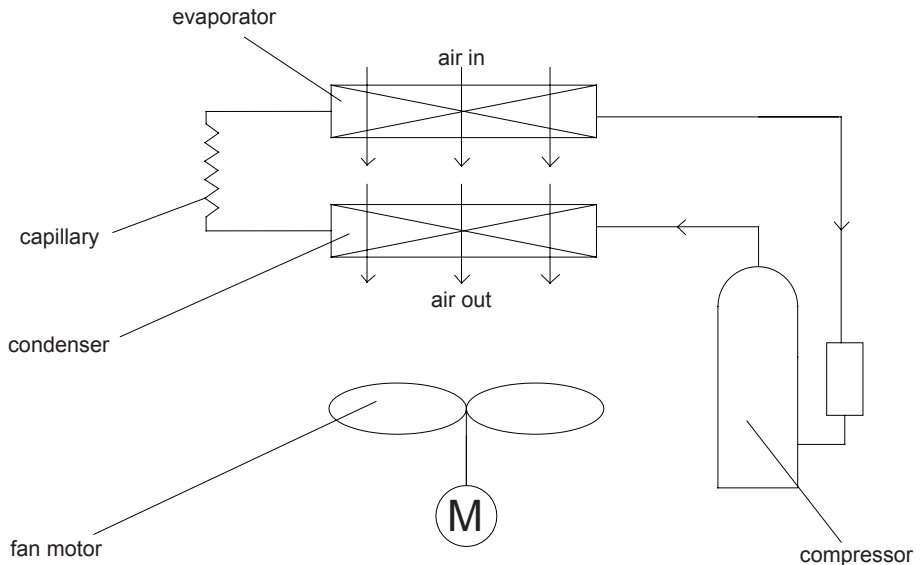 evaporator
air in
capillary
air out
condenser
M
fan motor
compressor